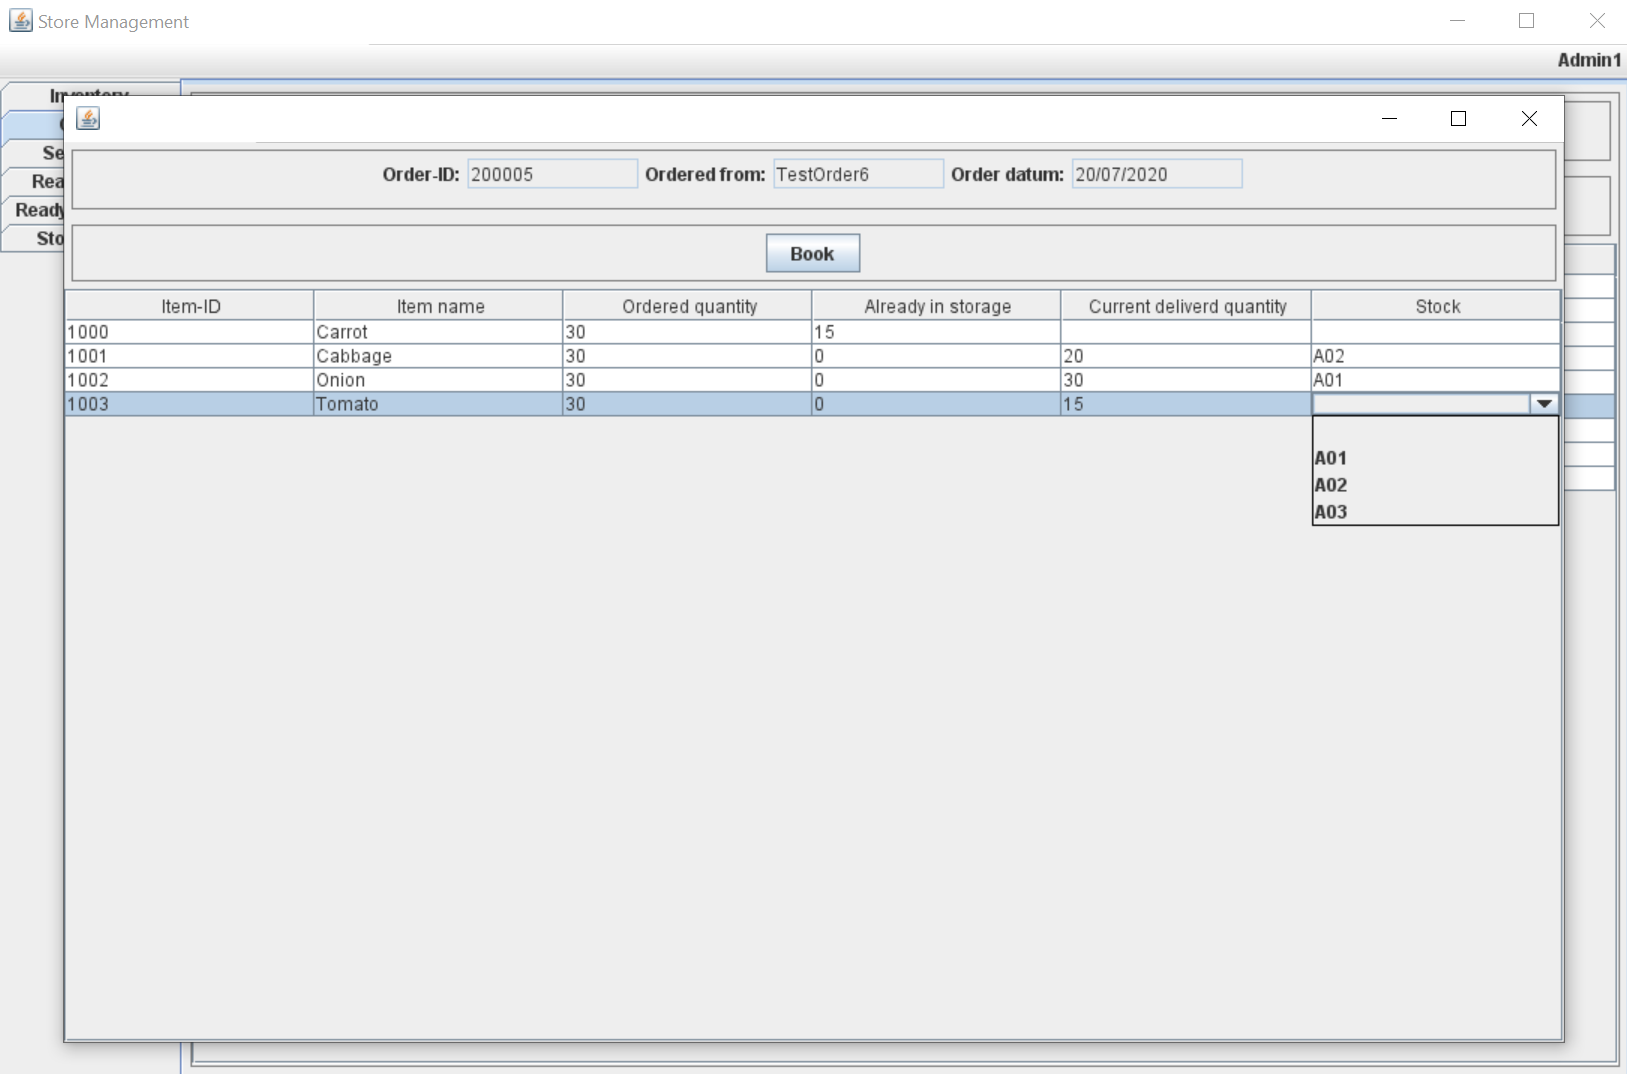 Store Management
Admin1
Inventory
Se
Rea
Ready
Sto
Order-ID: 200005 Ordered from: TestOrder6 Order datum: 20/07/2020
Book
Item-ID Item name Ordered quantity Already in storage Current deliverd quantity Stock
1000 Carrot 30 15
1001 Cabbage 30 0 20 A02
1002 Onion 30 0 30 A01
1003 Tomato 30 0 15
A01
A02
A03